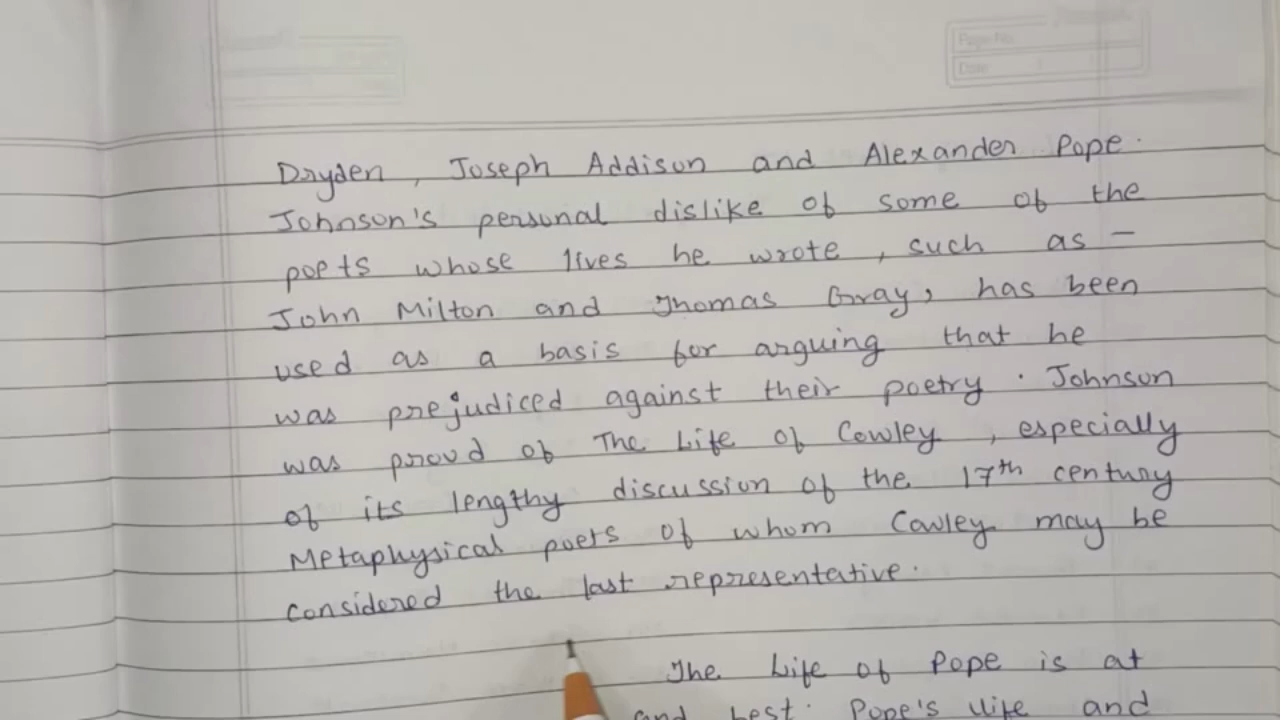 Page No.
Date
Dryden, Joseph Addison and Alexander Pope.
Johnson's personal dislike of some of the
poets whose lives he wrote, such as –
John Milton and Thomas Gray, has been
used as a basis for arguing that he
was prejudiced against their poetry. Johnson
was proud of The Life of Cowley, especially
of its lengthy discussion of the 17th century
Metaphysical poets of whom Cowley may be
considered the last representative.
The Life of Pope is at
and best. Pope's life and